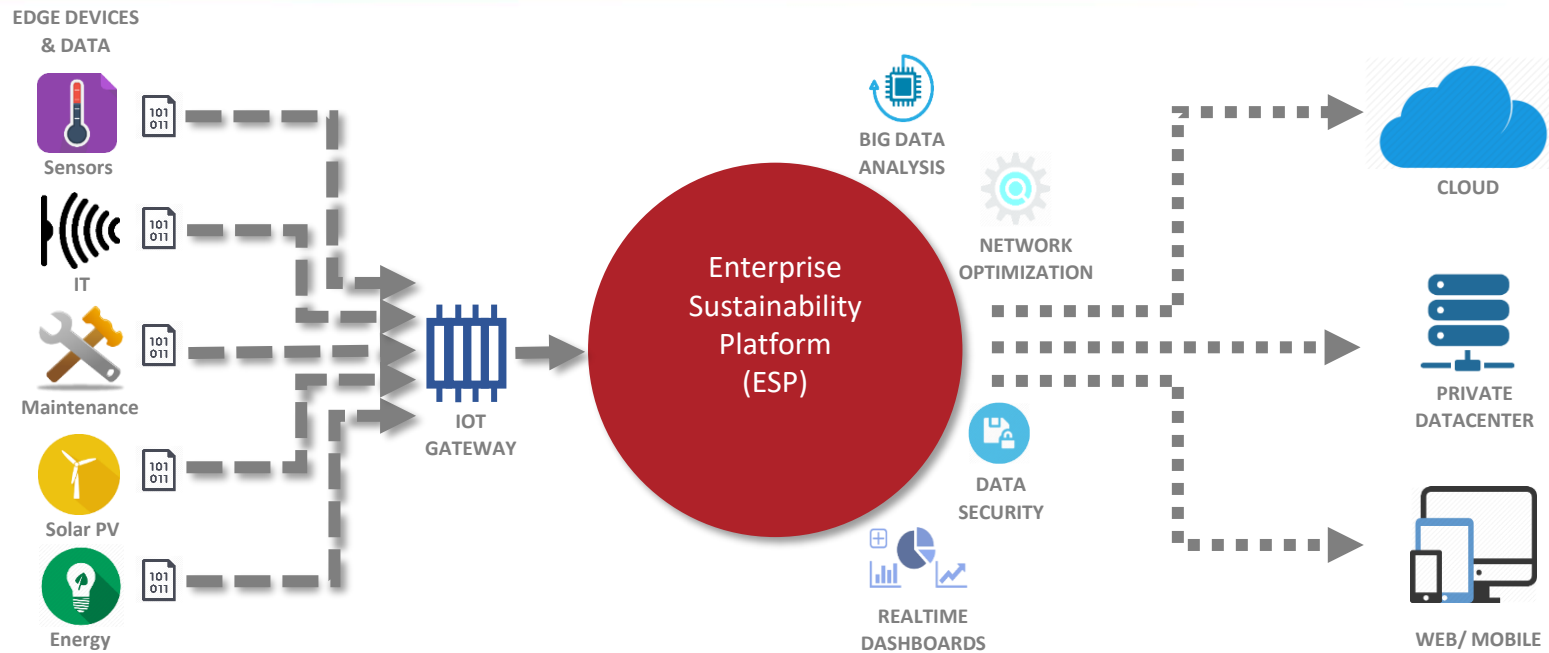 EDGE DEVICES
& DATA
101
011
Sensors
101
011
IT
101
011
Maintenance
101
011
Solar PV
101
011
Energy
IOT
GATEWAY
Enterprise
Sustainability
Platform
(ESP)
BIG DATA
ANALYSIS
NETWORK
OPTIMIZATION
DATA
SECURITY
REALTIME
DASHBOARDS
CLOUD
PRIVATE
DATACENTER
WEB/ MOBILE